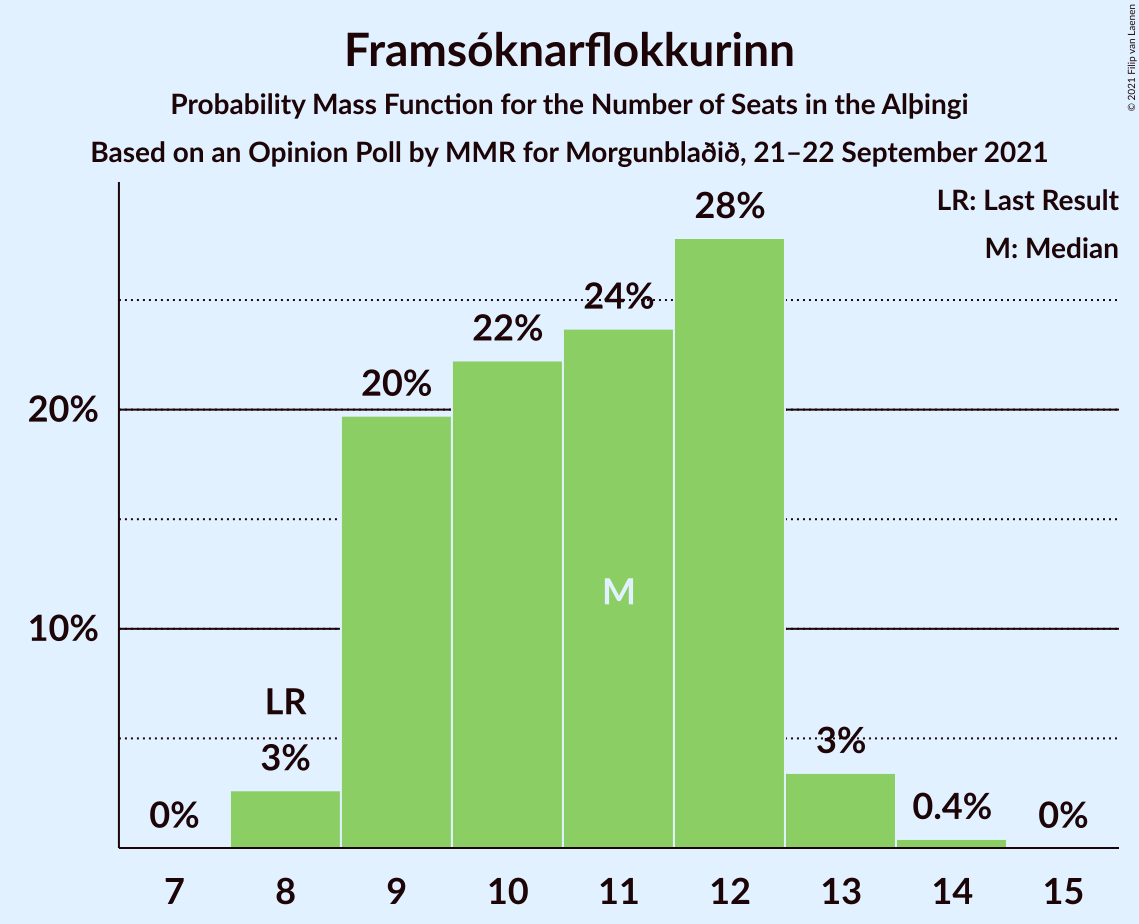 Framsóknarflokkurinn
Probability Mass Function for the Number of Seats in the Alþingi
Based on an Opinion Poll by MMR for Morgunblaðið, 21–22 September 2021
© 2021 Filip van Laenen
LR: Last Result
M: Median
28%
24%
22%
20%
20%
10%
M
LR
3%
3%
0%
0.4%
0%
7 8 9 10 11 12 13 14 15